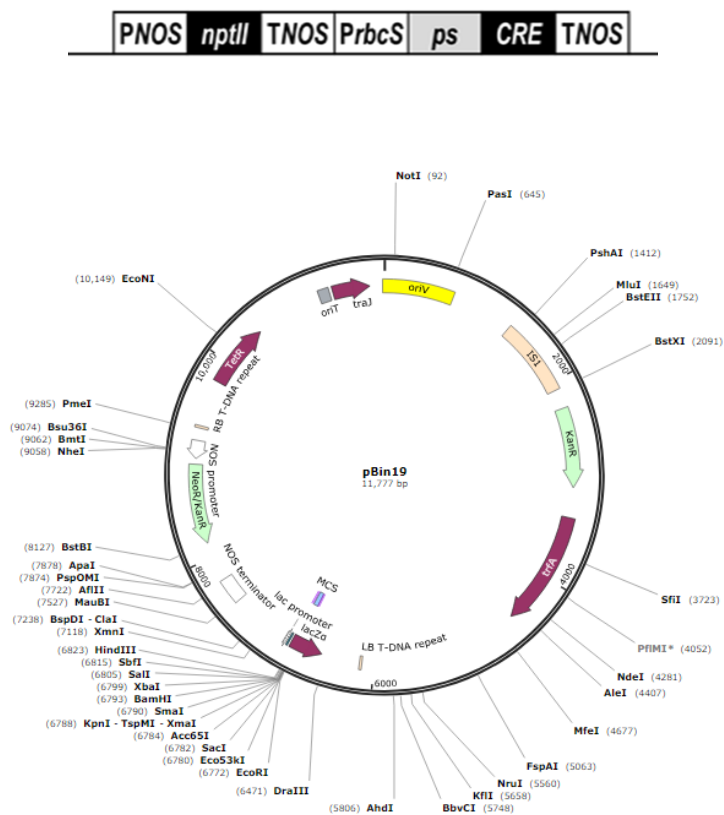 PNOS nptII TNOS PrbcS ps CRE TNOS
NotI (92)
PasI (645)
PshAI (1412)
MluI (1649)
BstEII (1752)
BstXI (2091)
SfiI (3723)
PflMI* (4052)
NdeI (4281)
AleI (4407)
MfeI (4677)
FspAI (5063)
NruI (5560)
KflI (5658)
BbvCI (5748)
AhdI (5806)
DraIII (6471)
EcoRI (6772)
Eco53kI (6780)
SacI (6782)
Acc65I (6784)
KpnI - TspMI - XmaI (6788)
SmaI (6790)
BamHI (6793)
XbaI (6799)
SalI (6805)
SbfI (6815)
HindIII (6823)
XmnI (7118)
BspDI - ClaI (7238)
MauBI (7527)
AflII (7722)
PspOMI (7874)
ApaI (7878)
BstBI (8127)
NheI (9058)
BmtI (9062)
Bsu36I (9074)
PmeI (9285)
EcoNI (10,149)
oriT
traJ
oriV
IS1
KanR
trfA
LB T-DNA repeat
MCS
lacZα
lac promoter
NOS terminator
NeoR/KanR
NOS promoter
RB T-DNA repeat
TetR
2000
4000
6000
8000
10,000
pBin19
11,777 bp